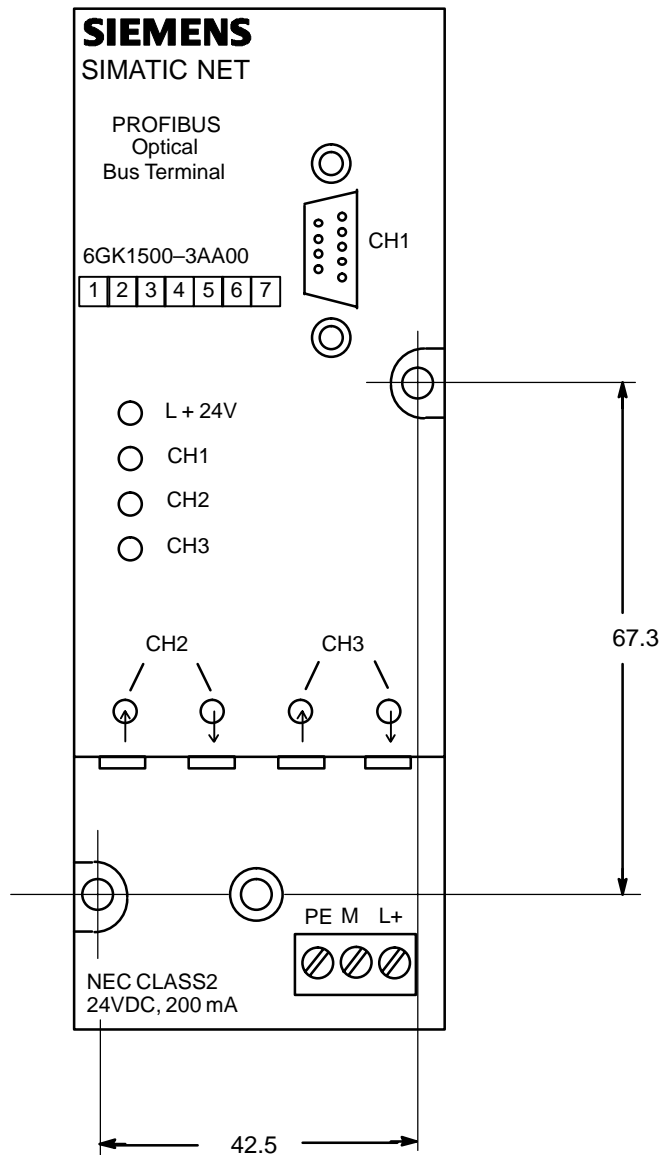 SIEMENS
SIMATIC NET
PROFIBUS
Optical
Bus Terminal
CH1
6GK1500–3AA00
1 2 3 4 5 6 7
L + 24V
CH1
CH2
CH3
CH2 CH3
67.3
PE M L+
NEC CLASS2
24VDC, 200 mA
42.5